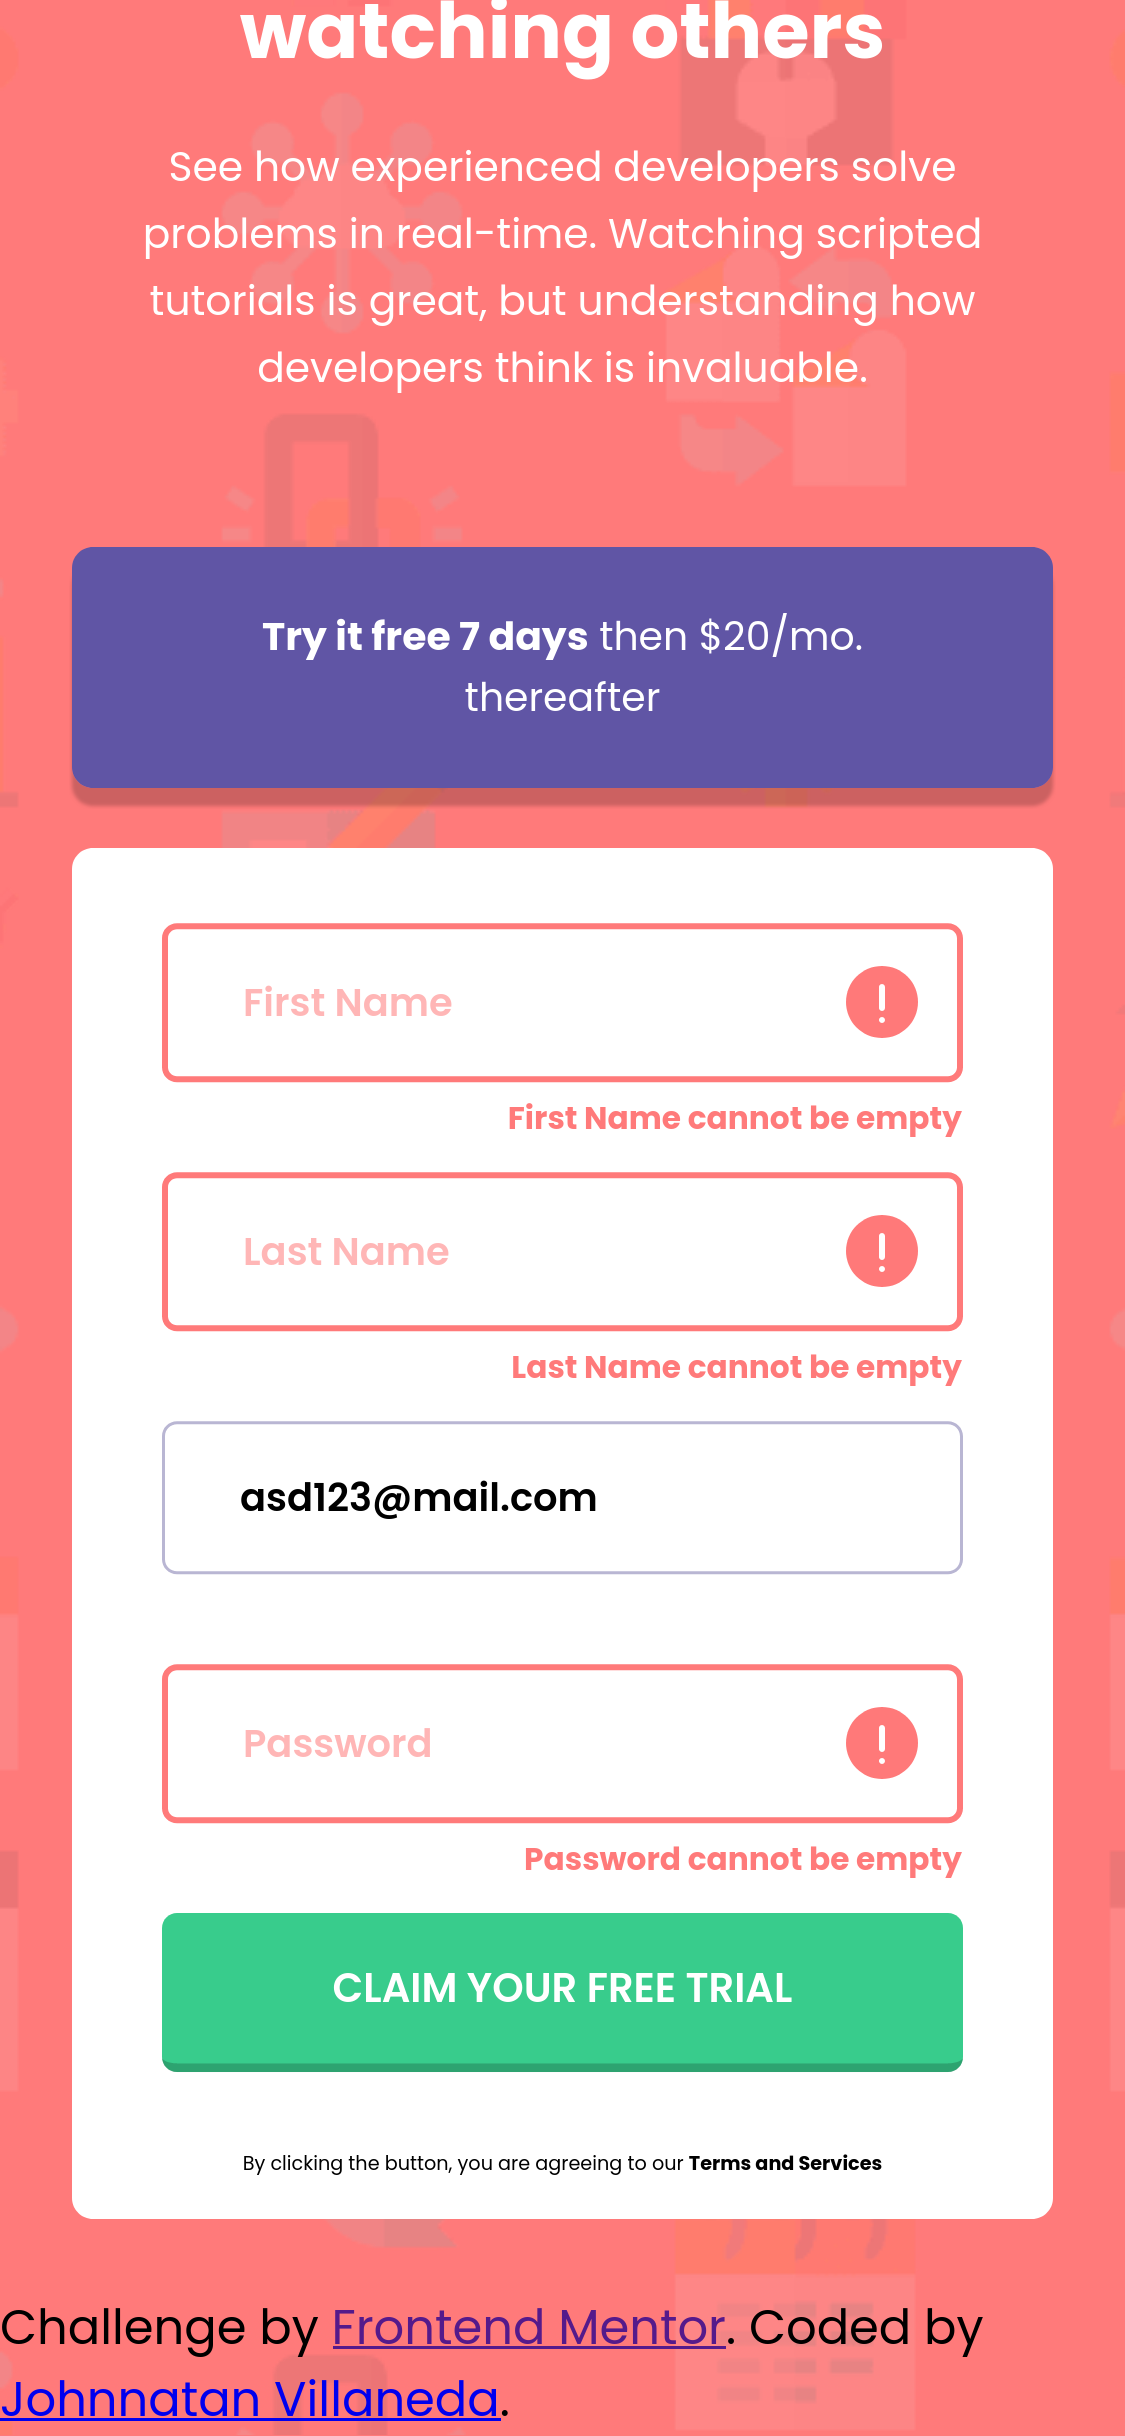 watching others
See how experienced developers solve
problems in real-time. Watching scripted
tutorials is great, but understanding how
developers think is invaluable.
Try it free 7 days then $20/mo.
thereafter
First Name
First Name cannot be empty
Last Name
Last Name cannot be empty
asd123@mail.com
Password
Password cannot be empty
CLAIM YOUR FREE TRIAL
By clicking the button, you are agreeing to our Terms and Services
Challenge by Frontend Mentor. Coded by
Johnnatan Villaneda.